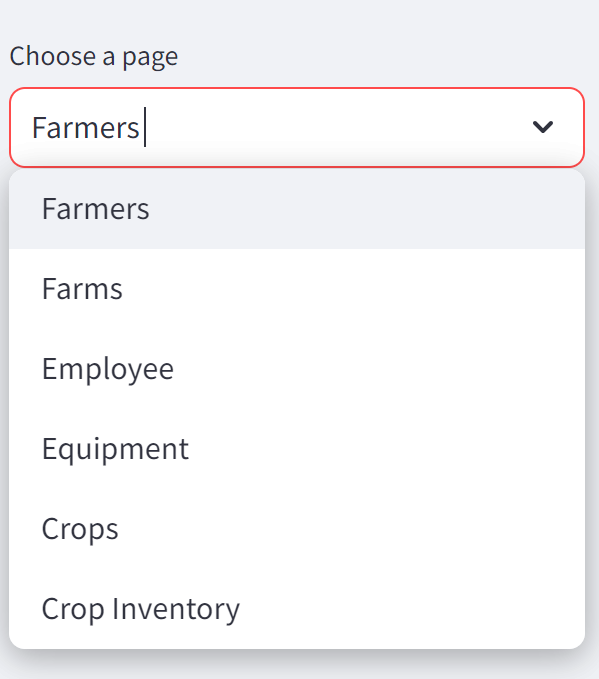 Choose a page
Farmers
Farmers
Farms
Employee
Equipment
Crops
Crop Inventory